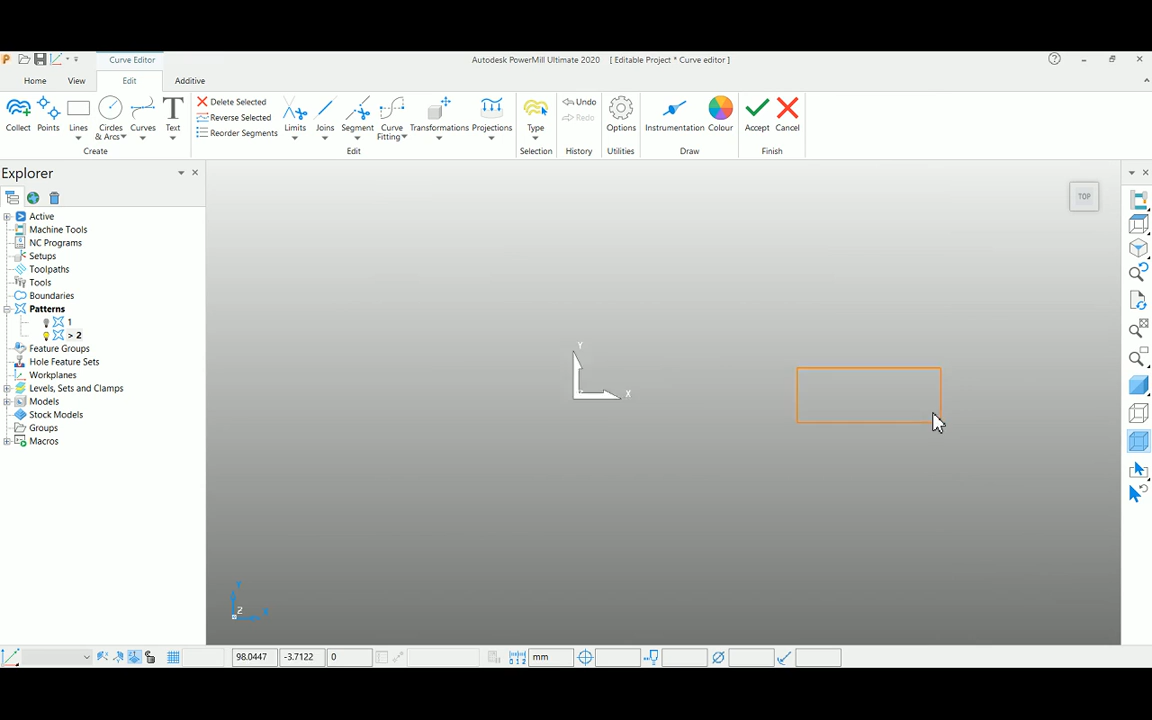 Curve Editor
Autodesk PowerMill Ultimate 2020 [ Editable Project * Curve editor ]
Home View Edit Additive
Collect Points Lines Circles & Arcs Curves Text
Create
Delete Selected
Reverse Selected
Reorder Segments
Limits Joins Segment Curve Fitting Transformations Projections
Edit
Type
Selection
Undo
Redo
History
Options
Utilities
Instrumentation Colour
Draw
Accept Cancel
Finish
Explorer
Active
Machine Tools
NC Programs
Setups
Toolpaths
Tools
Boundaries
Patterns
1
> 2
Feature Groups
Hole Feature Sets
Workplanes
Levels, Sets and Clamps
Models
Stock Models
Groups
Macros
TOP
Y
X
Y
Z
X
98.0447 -3.7122 0 mm